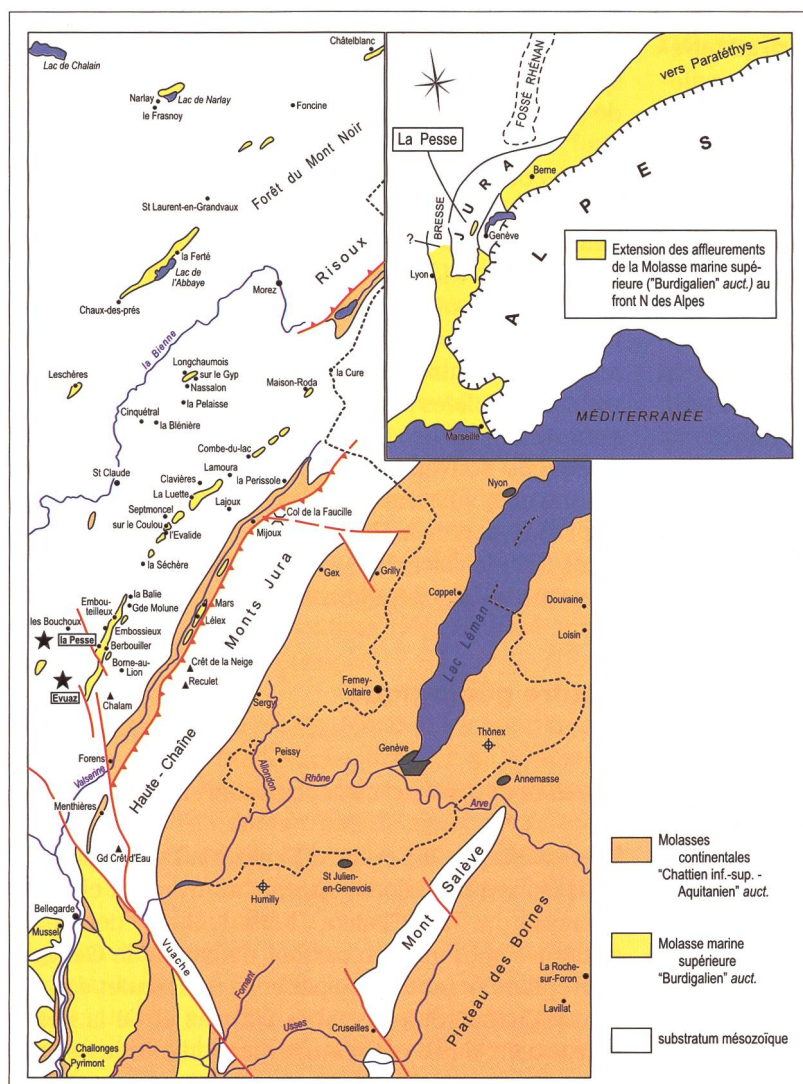 Châtelblanc
Lac de Chalain
Narlay
Lac de Narlay
le Frasnoy
Foncine
Forêt du Mont Noir
St Laurent-en-Grandvaux
la Ferté
Lac de
l'Abbaye
Chaux-des-prés
Risoux
Morez
la Bienne
Leschères
Longchaumois
sur le Gyp
Nassalon
la Pelaisse
Maison-Roda
la Cure
Cinquétral
la Blénière
Combe-du-lac
St Claude
Lamoura
Clavières
la Perissole
La Luette
Lajoux
Septmoncel
sur le Coulou
l'Evalide
Col de la Faucille
Mijoux
la Séchère
la Balie
Gde Moiune
Embou-
teilleux
les Bouchoux
Embossieux
la Pesse
Berbouiller
Borne-au-
Lion
Evuaz
Chalam
Mars
Lélex
Crêt de la Neige
Reculet
Monts Jura
Haute-Chaîne
Gex
Grilly
Nyon
Coppet
Lac Léman
Douvaine
Loisin
Ferney-
Voltaire
Sergy
Peissy
Allondon
Rhône
Genève
Thônex
Annemasse
Arve
Forens
Valserine
Menthières
Gd Crêt d'Eau
Humilly
St Julien-
en-Genevois
Mont Salève
Plateau des Bornes
Bellegarde
Mussel
Vuache
Fornant
Usses
Cruseilles
La Roche-
sur-Foron
Lavillat
Challonges
Pyrimont
vers Paratéthys
FOSSÉ RHÉNAN
La Pesse
JURA
BRESSE
?
Lyon
Berne
Genève
ALPES
Extension des affleurements
de la Molasse marine supé-
rieure ("Burdigalien" auct.) au
front N des Alpes
MÉDITERRANÉE
Marseille
Molasses
continentales
"Chattien inf.-sup. -
Aquitanien" auct.
Molasse marine
supérieure
"Burdigalien" auct.
substratum mésozoïque